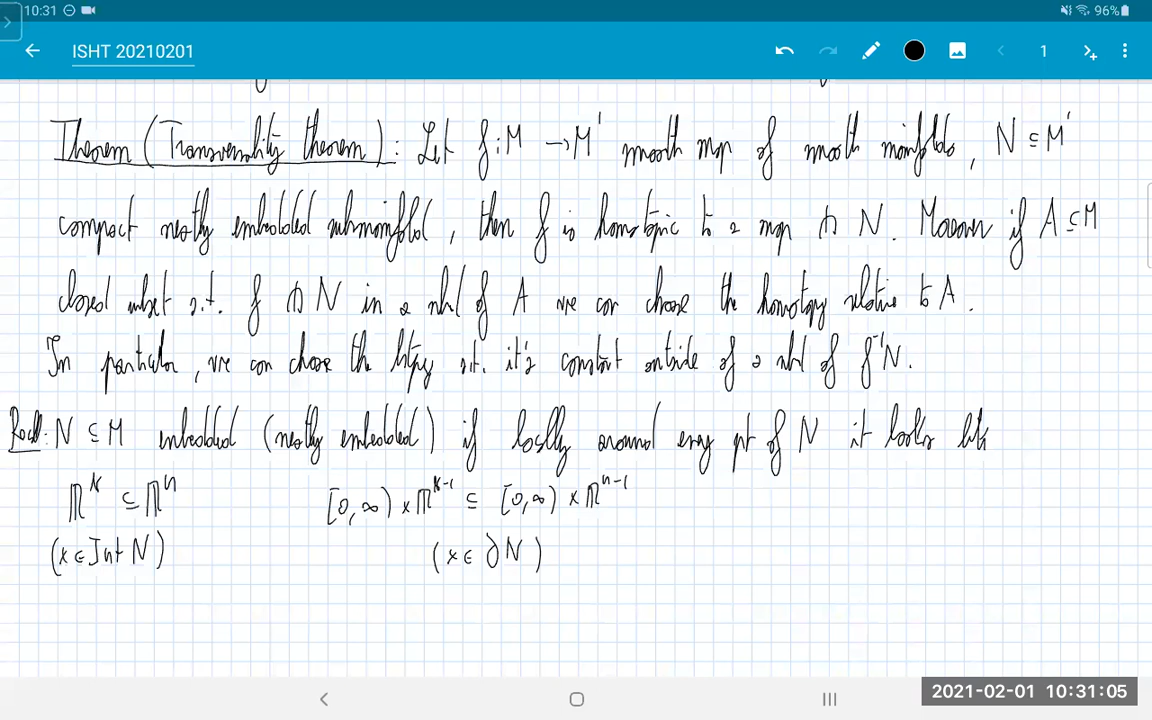 10:31
96%
ISHT 20210201
1
Theorem (Transversality theorem): Let f: M → M' smooth map of smooth manifolds, N ⊆ M'
compact neatly embedded submanifold, then f is homotopic to a map ⋔ N. Moreover if A ⊆ M
closed subset s.t. f ⋔ N in a nbd of A we can choose the homotopy relative to A.
In particular, we can choose the htpy s.t. it's constant outside of a nbd of f⁻¹N.
Recall: N ⊆ M embedded (neatly embedded) if locally around every pt of N it looks like
ℝᵏ ⊆ ℝⁿ [0,∞) × ℝᵏ⁻¹ ⊆ [0,∞) × ℝⁿ⁻¹
(x ∈ Int N) (x ∈ ∂N)
2021-02-01 10:31:05